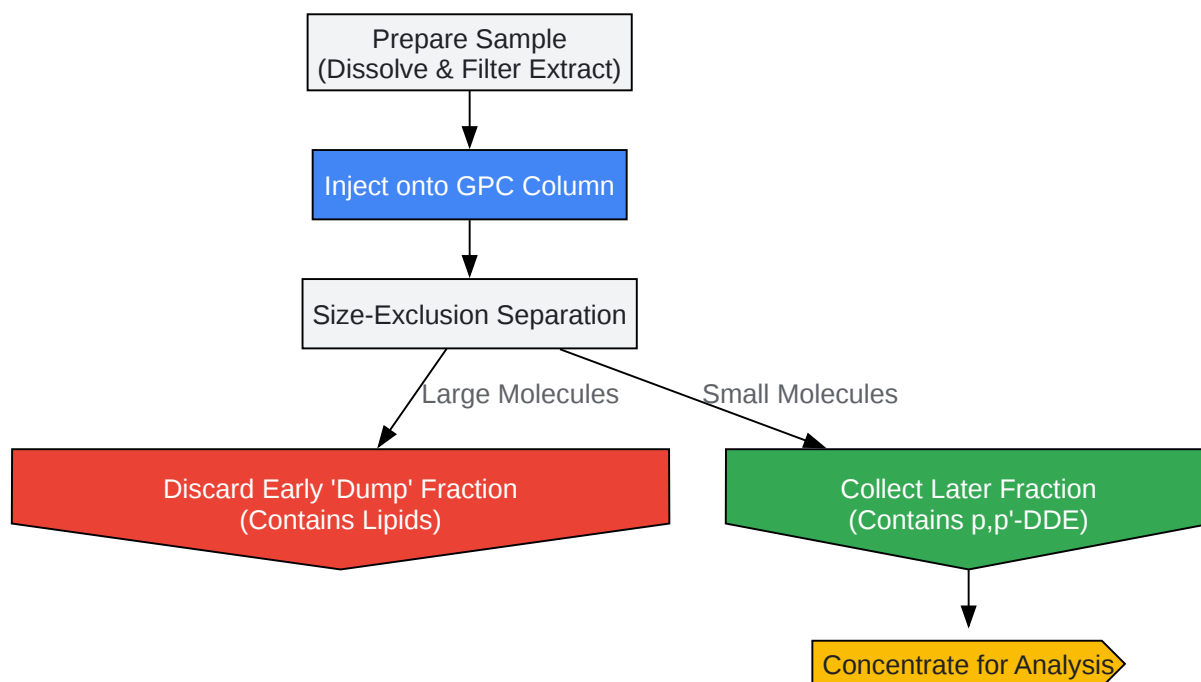 Prepare Sample
(Dissolve & Filter Extract)
Inject onto GPC Column
Size-Exclusion Separation
Large Molecules
Small Molecules
Discard Early 'Dump' Fraction
(Contains Lipids)
Collect Later Fraction
(Contains p,p'-DDE)
Concentrate for Analysis